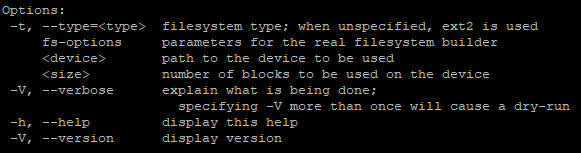 Options:
-t, --type=<type> filesystem type; when unspecified, ext2 is used
fs-options parameters for the real filesystem builder
<device> path to the device to be used
<size> number of blocks to be used on the device
-V, --verbose explain what is being done;
specifying -V more than once will cause a dry-run
-h, --help display this help
-V, --version display version